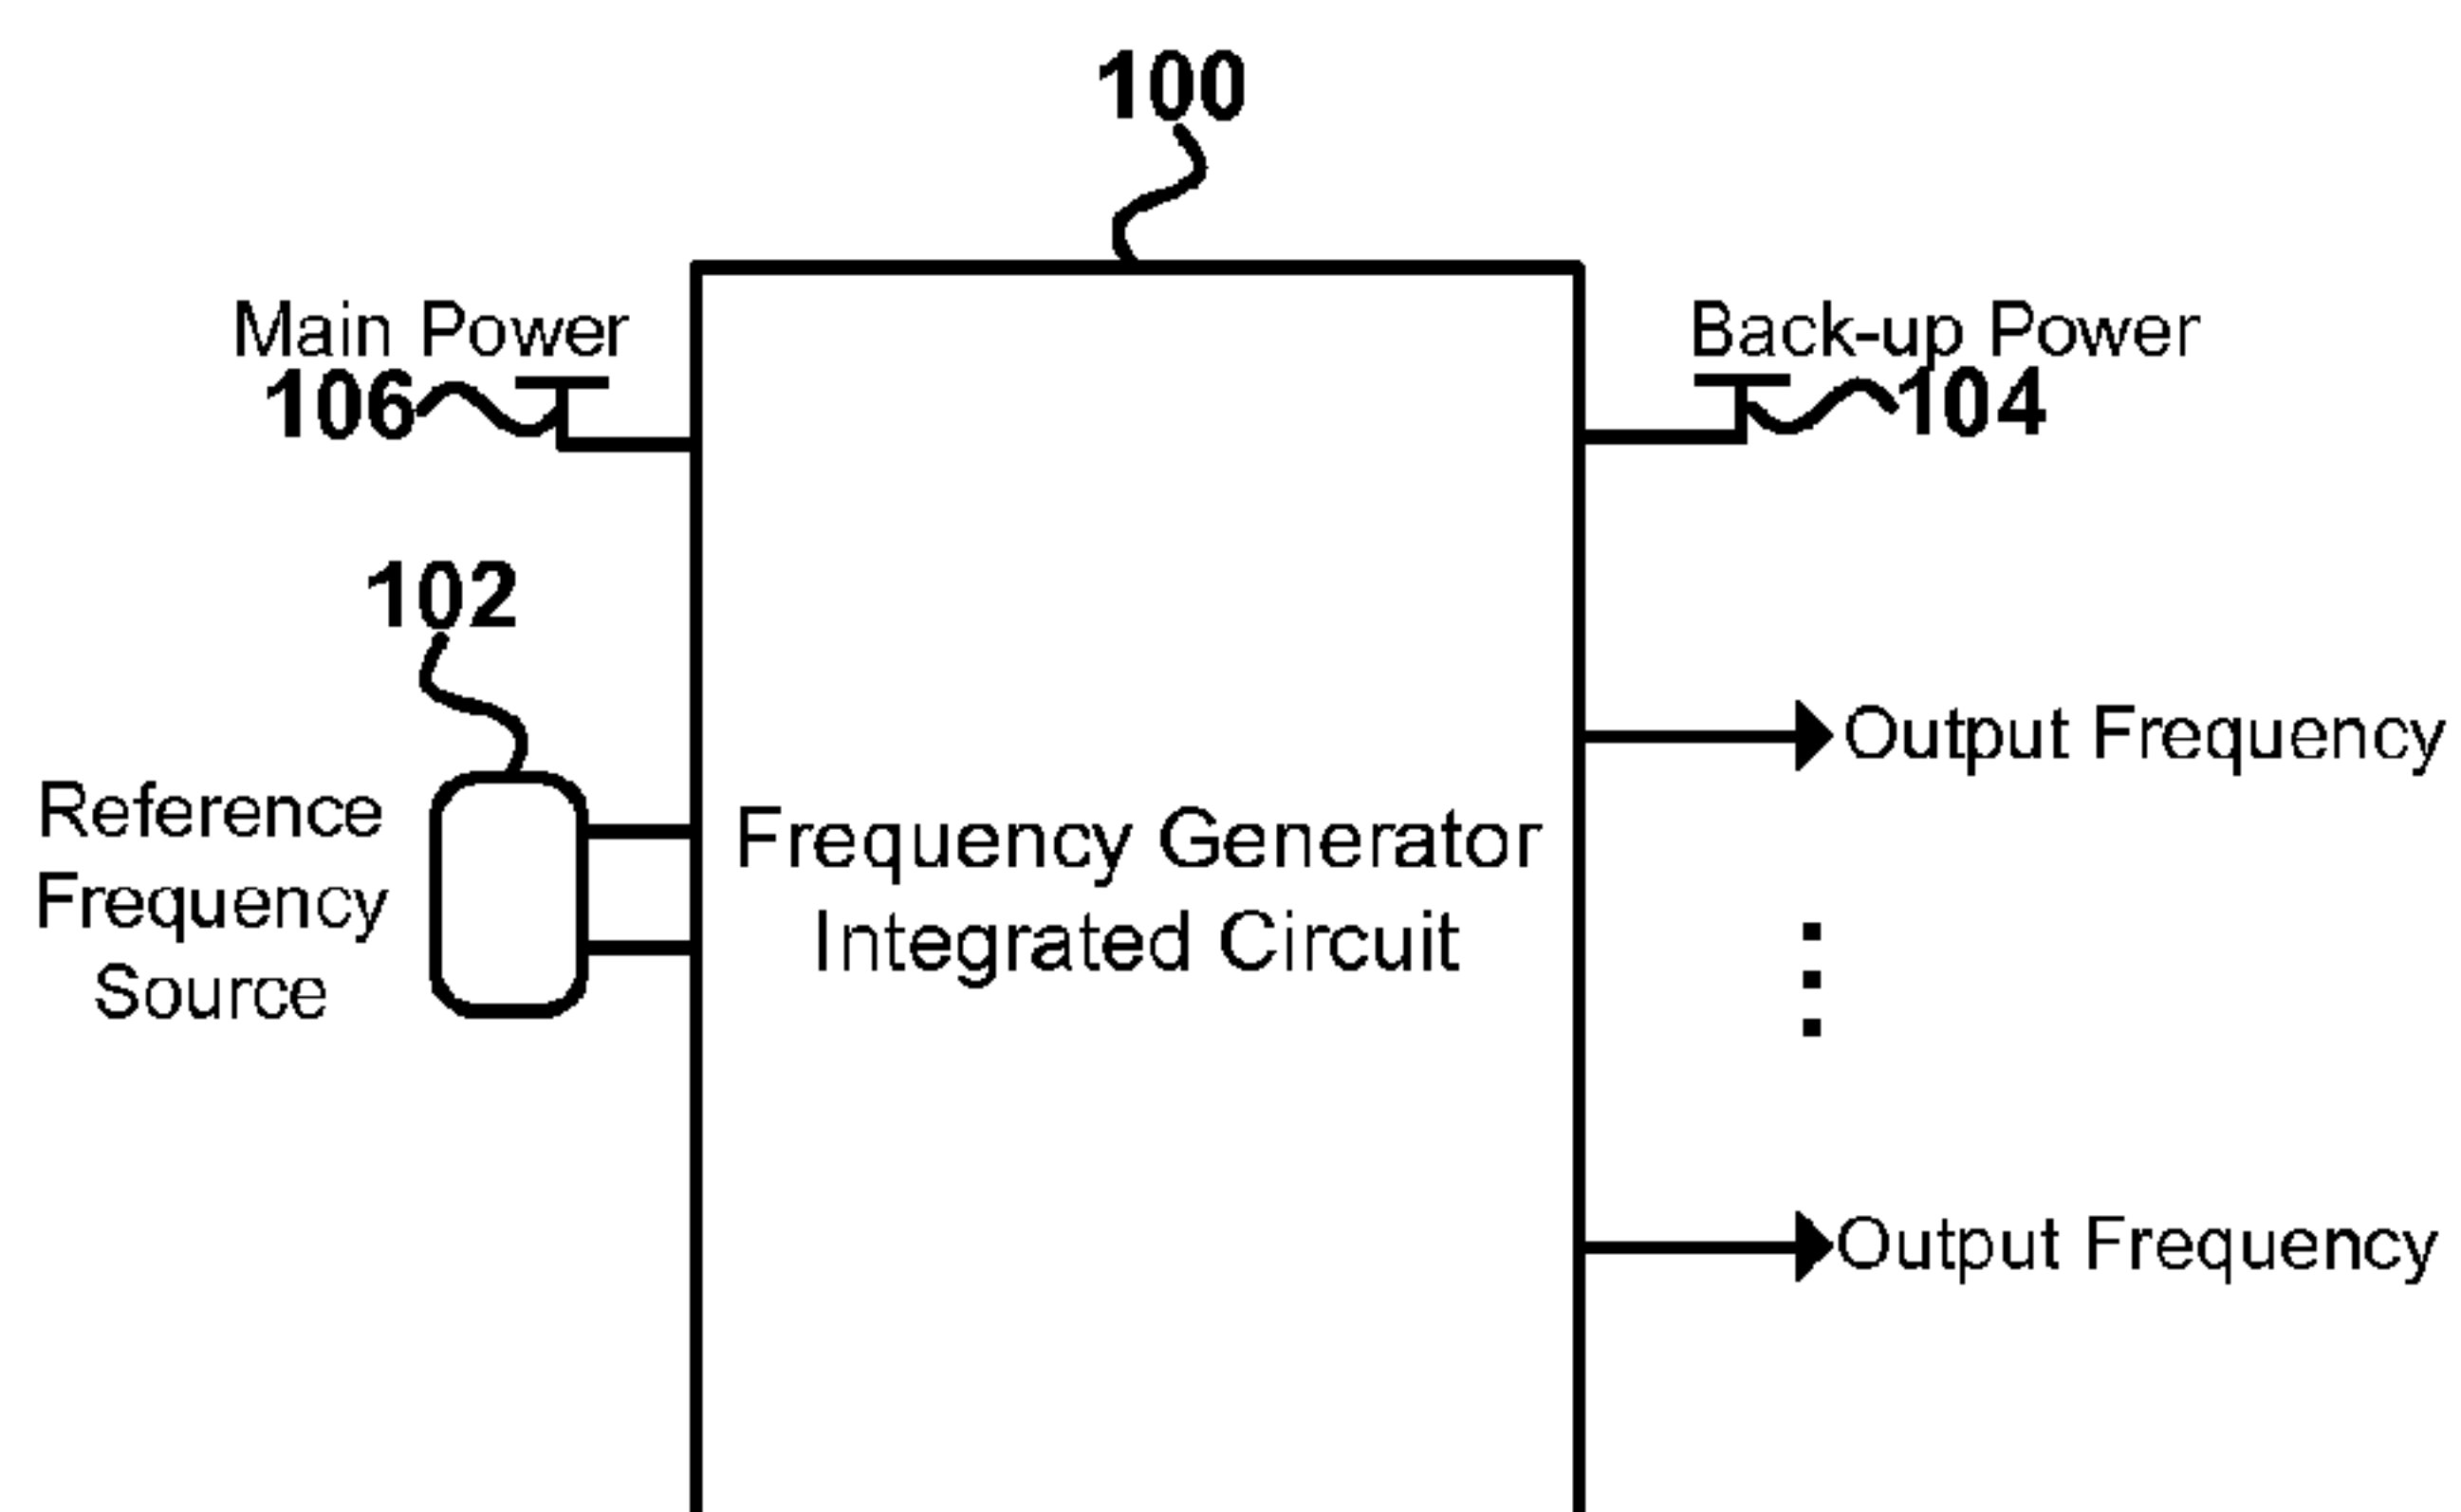 100
Main Power
106
Back-up Power
104
102
Reference
Frequency
Source
Frequency Generator
Integrated Circuit
Output Frequency
Output Frequency